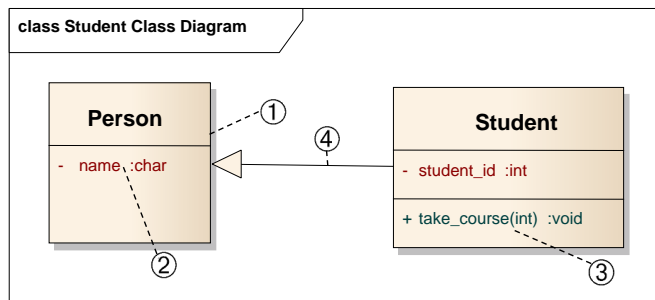 class Student Class Diagram
Person
①
- name :char
②
④
Student
- student_id :int
+ take_course(int) :void
③